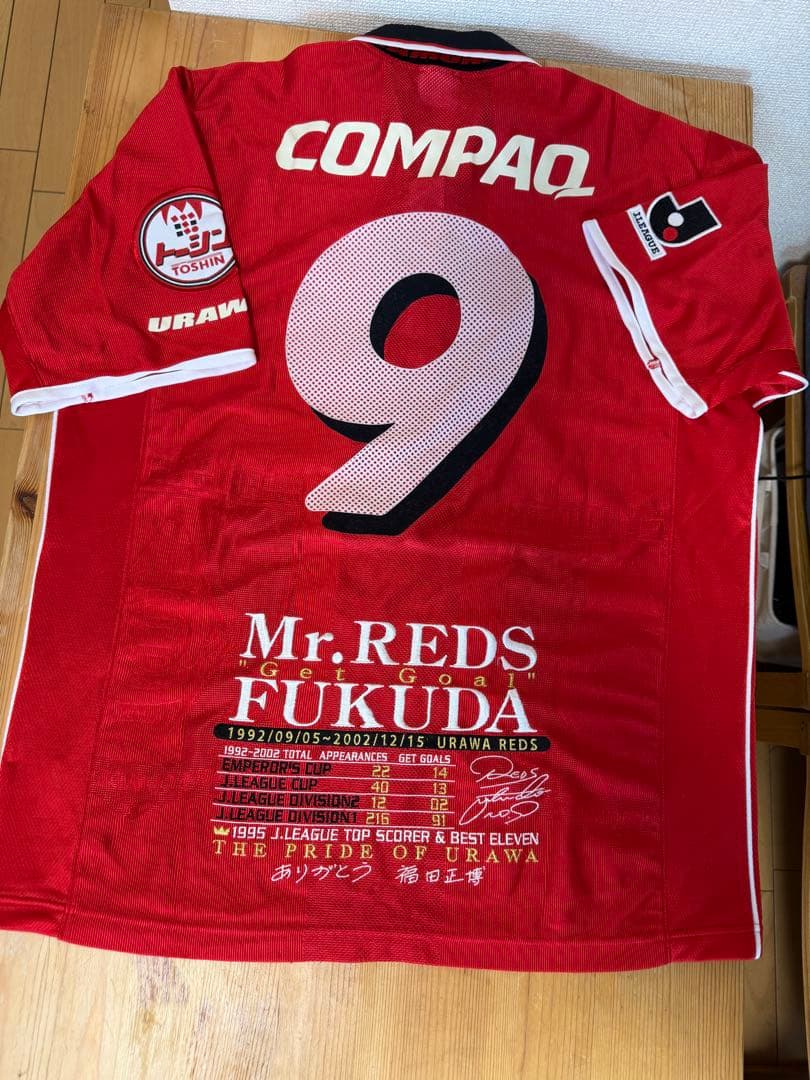 COMPAQ
トーシン
TOSHIN
URAW
J.LEAGUE
9
Mr.REDS
"Get Goal"
FUKUDA
1992/09/05~2002/12/15 URAWA REDS
1992-2002 TOTAL APPEARANCES GET GOALS
EMPEROR'S CUP 22 14
J.LEAGUE CUP 40 13
J.LEAGUE DIVISION2 12 02
J.LEAGUE DIVISION1 216 91
REDS
1995 J.LEAGUE TOP SCORER & BEST ELEVEN
THE PRIDE OF URAWA
ありがとう 福田正博